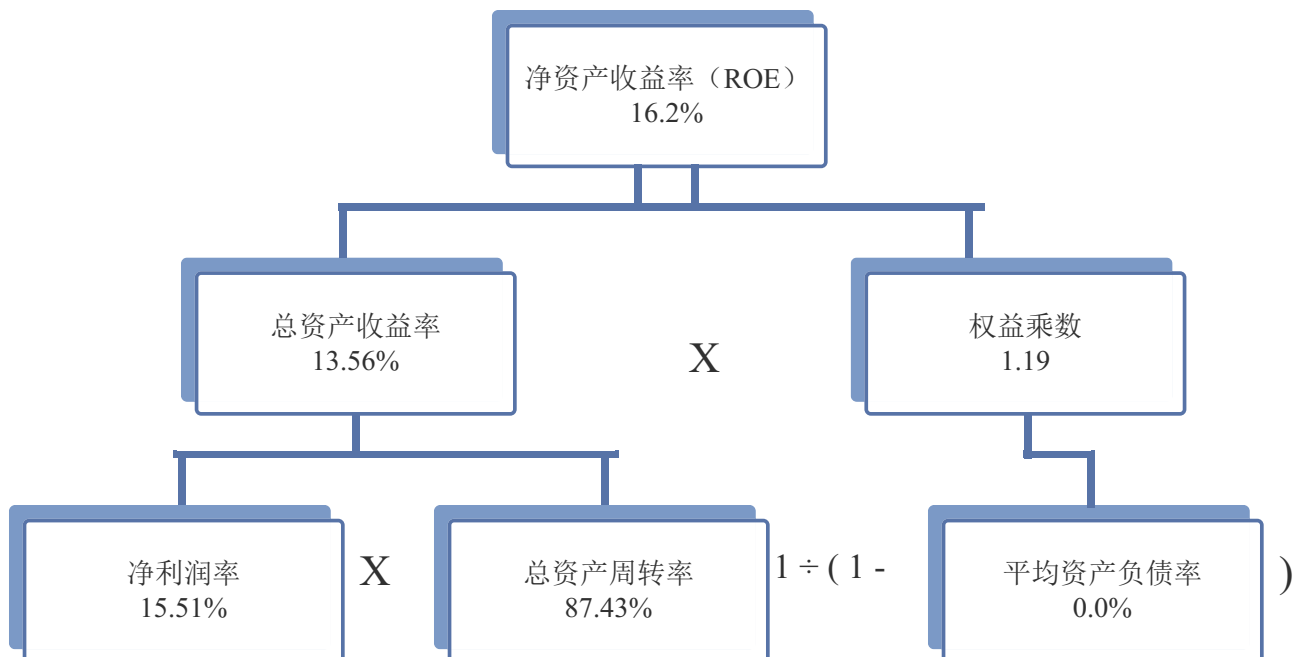 净资产收益率（ROE）
16.2%
总资产收益率
13.56%
X
权益乘数
1.19
净利润率
15.51%
X
总资产周转率
87.43%
1 ÷ ( 1 -
平均资产负债率
0.0%
)